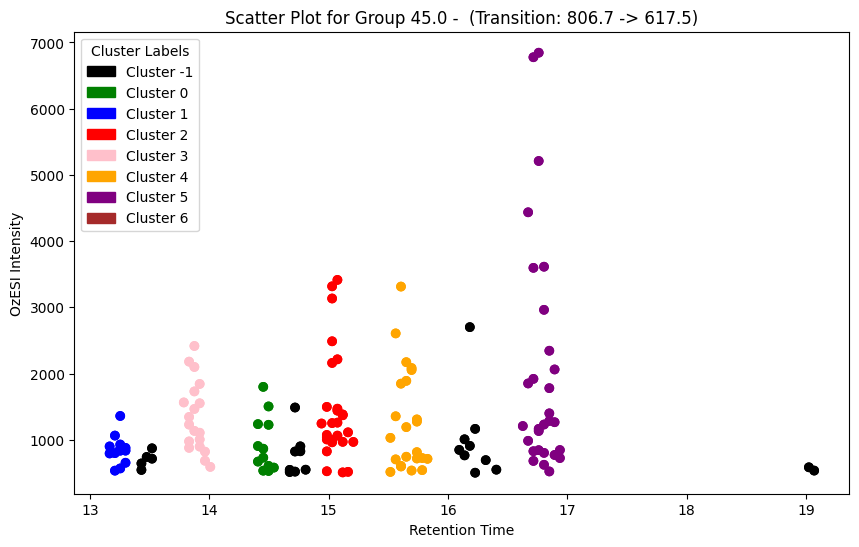 Scatter Plot for Group 45.0 -  (Transition: 806.7 -> 617.5)
7000
6000
5000
4000
3000
2000
1000
OzESI Intensity
Cluster Labels
Cluster -1
Cluster 0
Cluster 1
Cluster 2
Cluster 3
Cluster 4
Cluster 5
Cluster 6
13 14 15 16 17 18 19
Retention Time